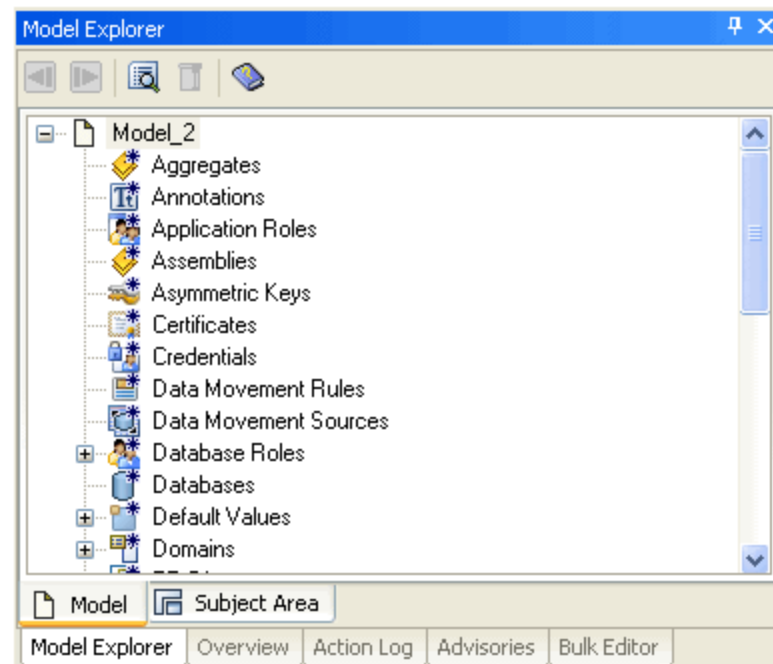 Model Explorer
Model_2
Aggregates
Annotations
Application Roles
Assemblies
Asymmetric Keys
Certificates
Credentials
Data Movement Rules
Data Movement Sources
Database Roles
Databases
Default Values
Domains
Model Subject Area
Model Explorer Overview Action Log Advisories Bulk Editor